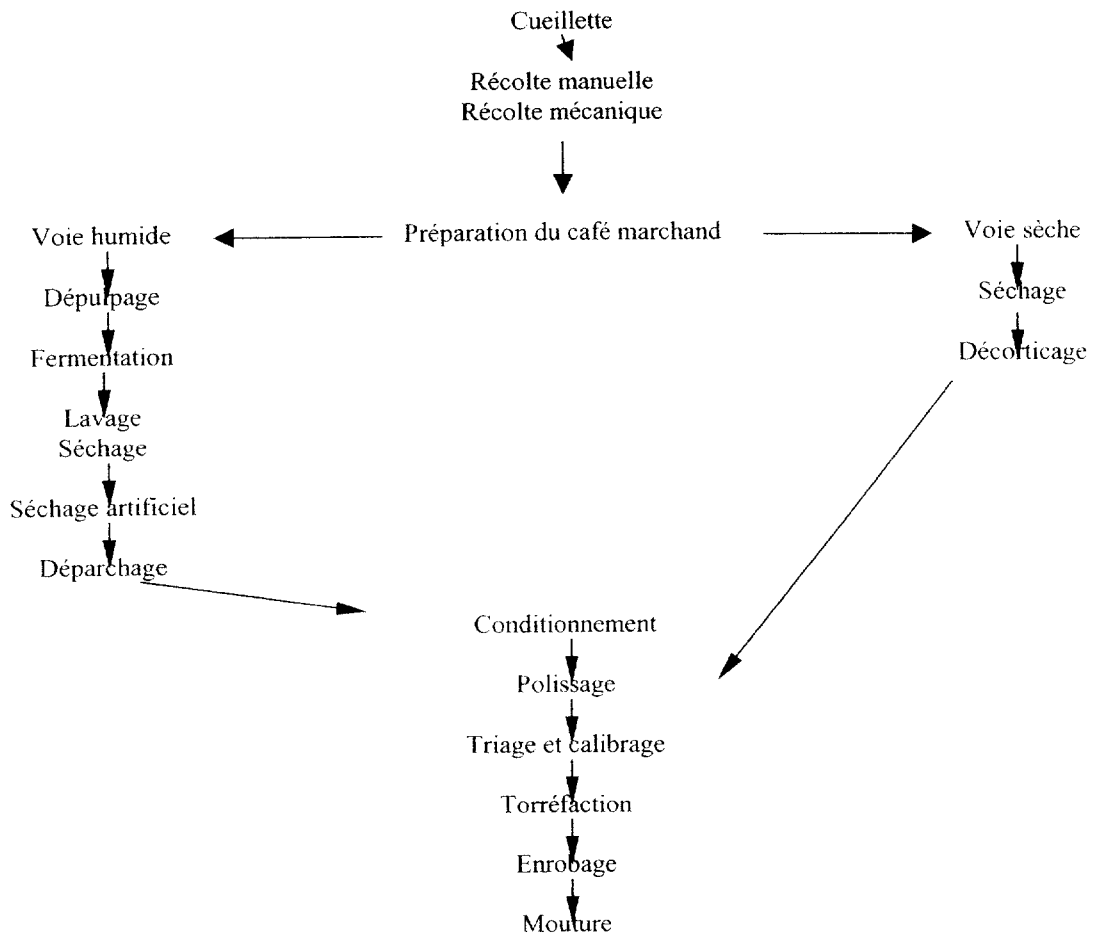 Cueillette
Récolte manuelle
Récolte mécanique
Préparation du café marchand
Voie humide
Dépulpage
Fermentation
Lavage
Séchage
Séchage artificiel
Déparchage
Voie sèche
Séchage
Décorticage
Conditionnement
Polissage
Triage et calibrage
Torréfaction
Enrobage
Mouture